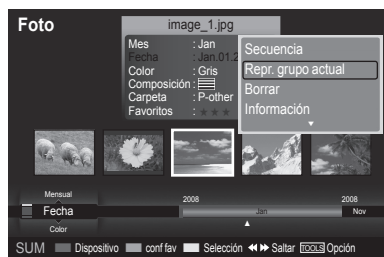 Foto
image_1.jpg
Mes : Jan
Fecha : Jan.01.2
Color : Gris
Composición :
Carpeta : P-other
Favoritos : ★ ★ ★
Secuencia
Repr. grupo actual
Borrar
Información
Mensual
Fecha
Color
2008
Jan
2008
Nov
SUM Dispositivo conf fav Selección Saltar TOOLS Opción